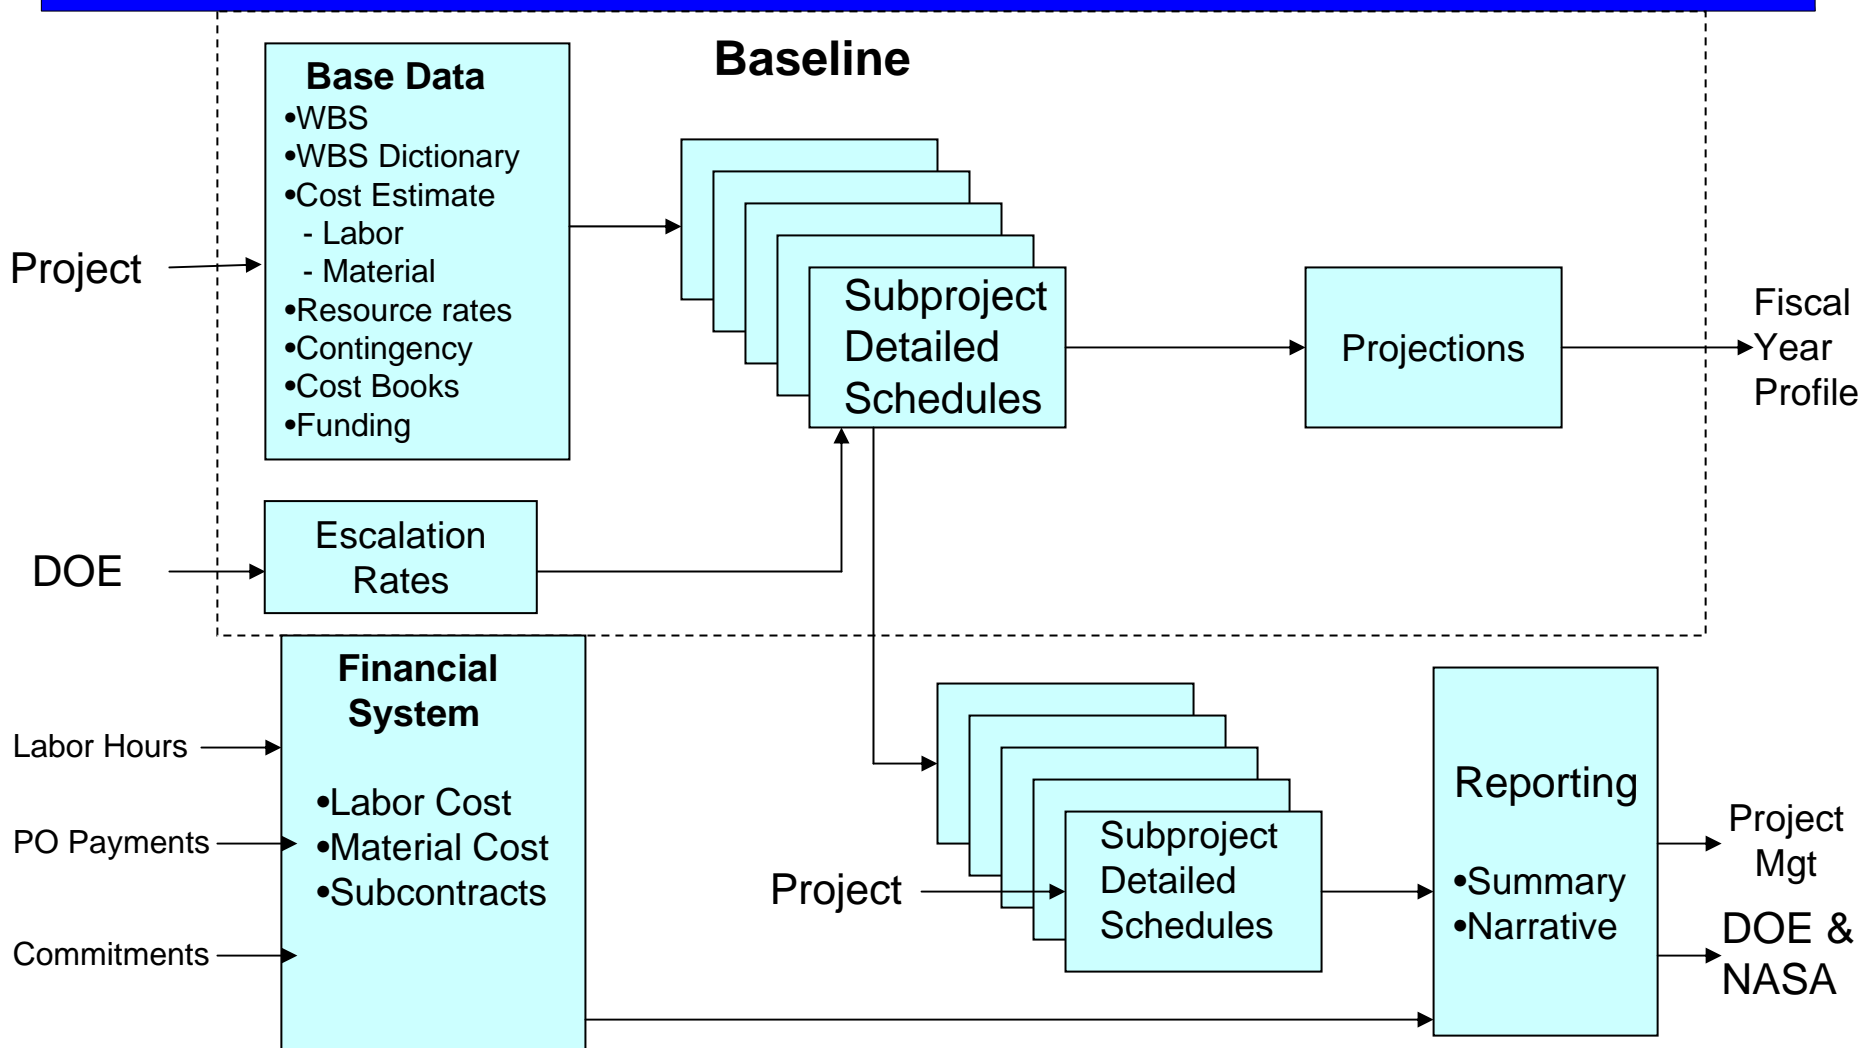 Baseline
Base Data
•WBS
•WBS Dictionary
•Cost Estimate
- Labor
- Material
•Resource rates
•Contingency
•Cost Books
•Funding
Project
Subproject
Detailed
Schedules
Projections
Fiscal
Year
Profile
DOE
Escalation
Rates
Financial
System
•Labor Cost
•Material Cost
•Subcontracts
Labor Hours
PO Payments
Commitments
Project
Subproject
Detailed
Schedules
Reporting
•Summary
•Narrative
Project
Mgt
DOE &
NASA